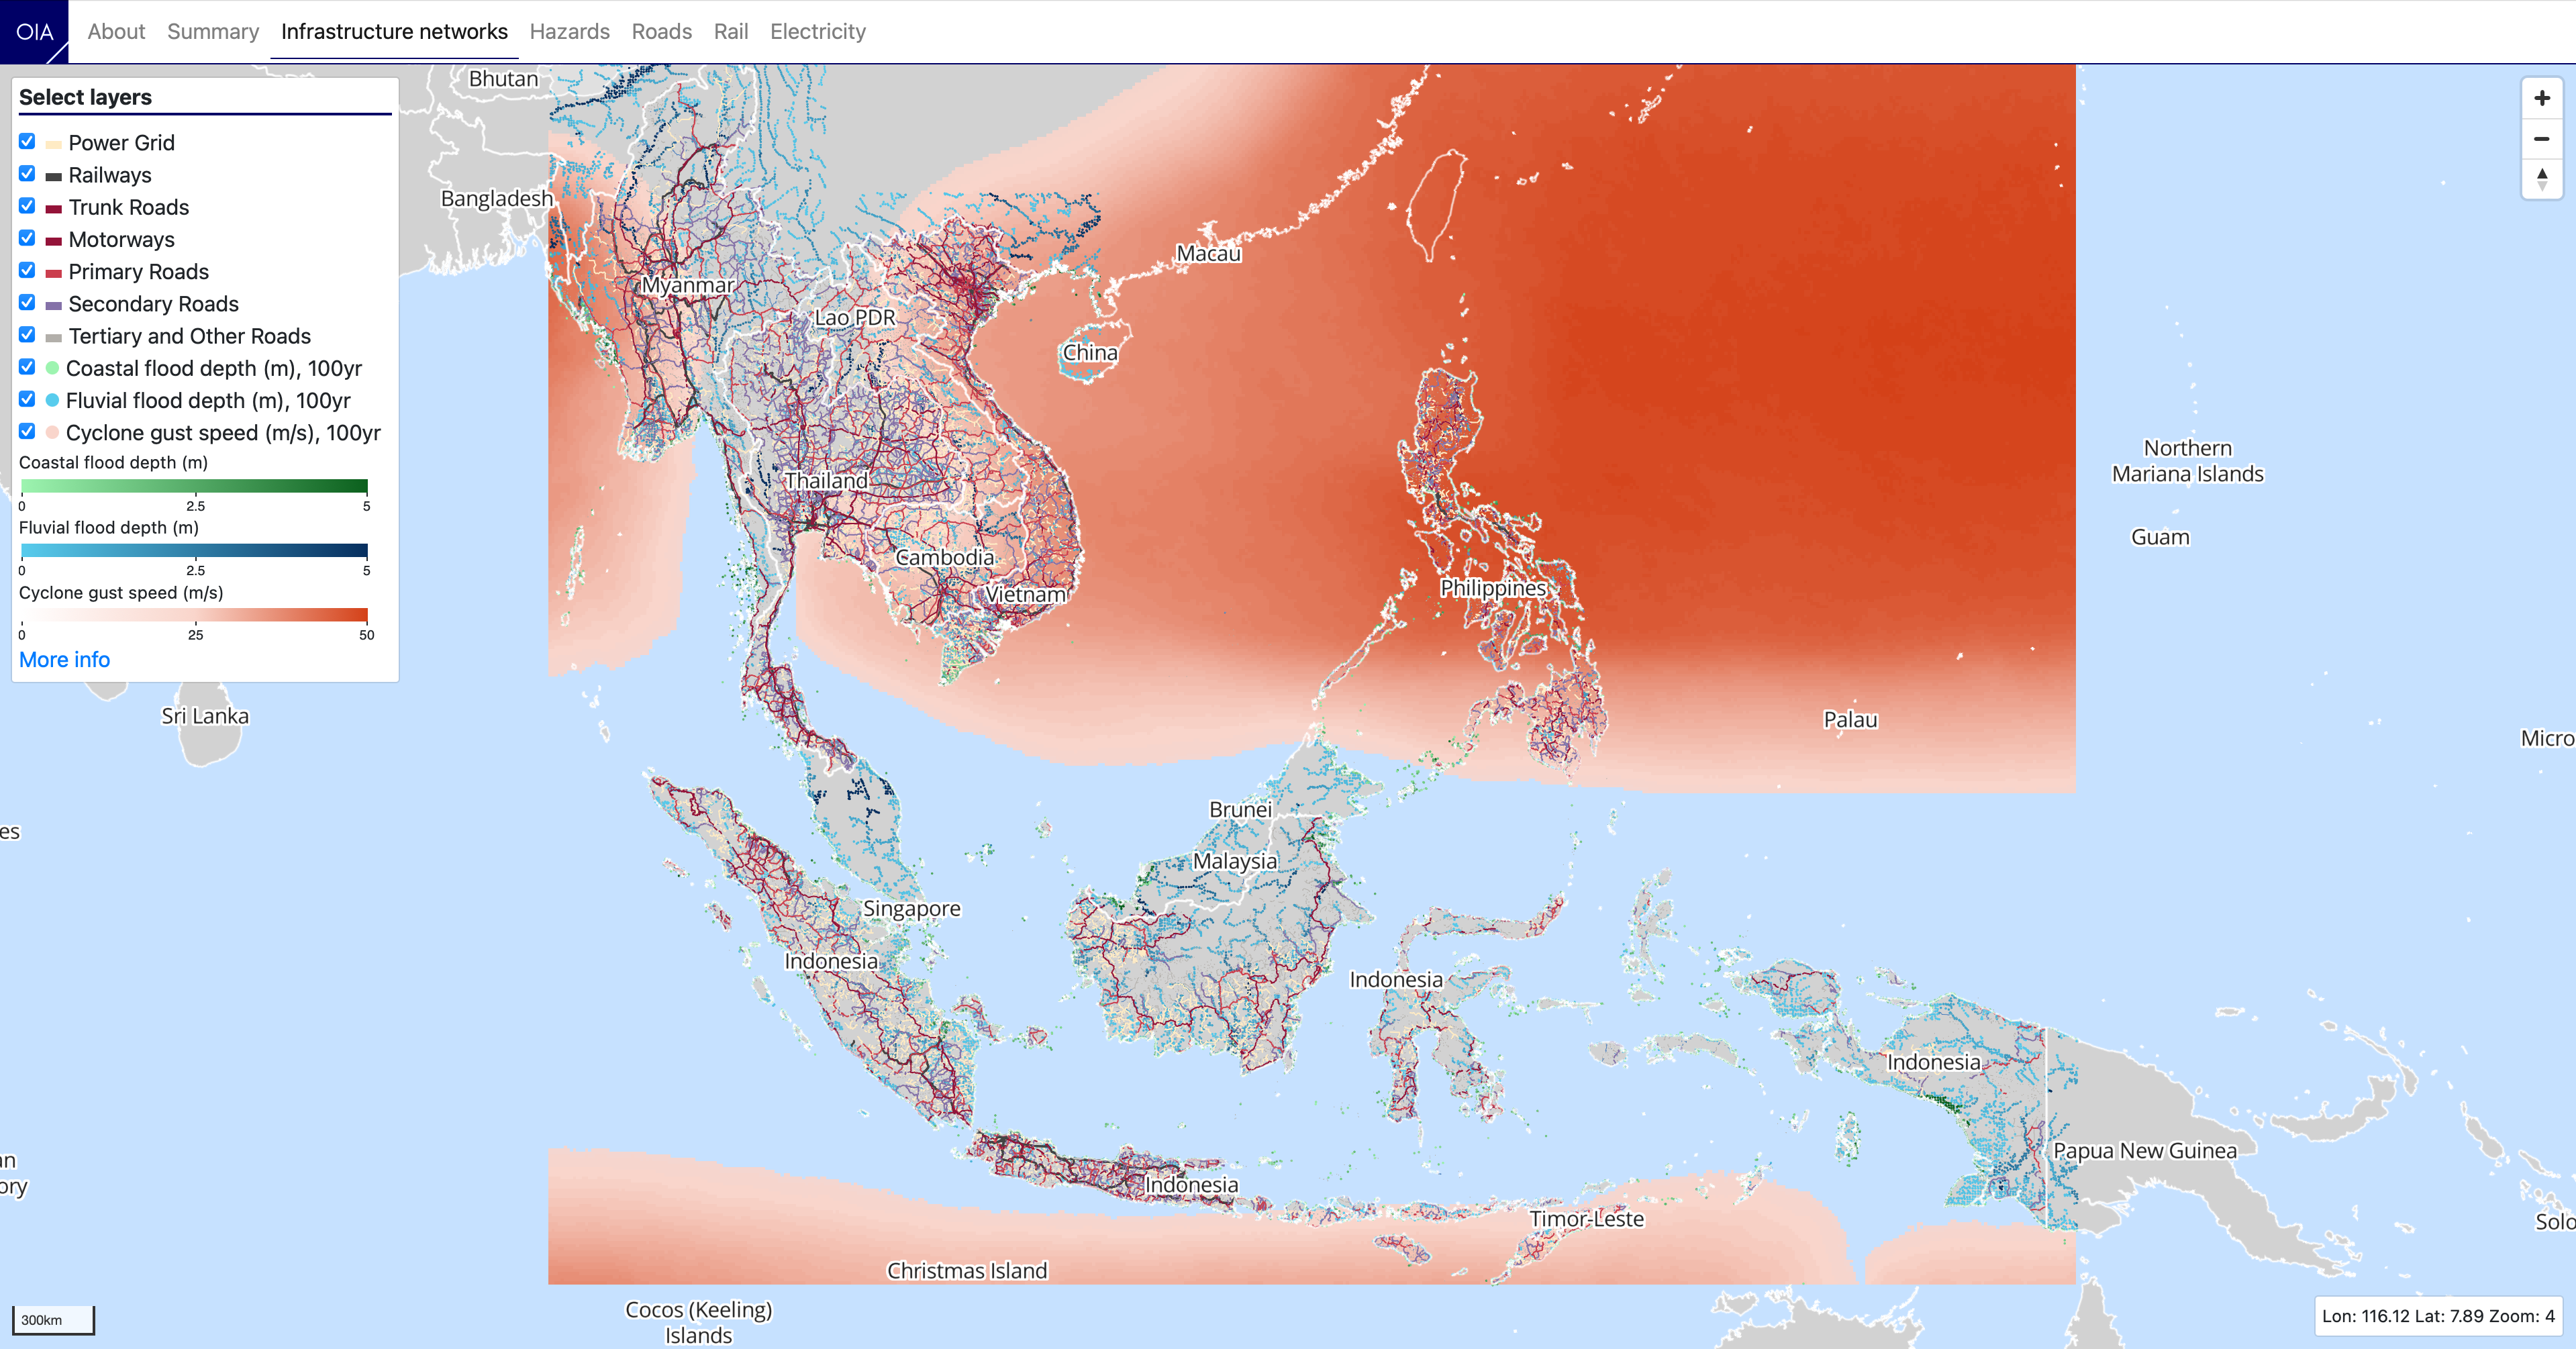 OIA About Summary Infrastructure networks Hazards Roads Rail Electricity
Select layers
Power Grid
Railways
Trunk Roads
Motorways
Primary Roads
Secondary Roads
Tertiary and Other Roads
Coastal flood depth (m), 100yr
Fluvial flood depth (m), 100yr
Cyclone gust speed (m/s), 100yr
Coastal flood depth (m)
0 2.5 5
Fluvial flood depth (m)
0 2.5 5
Cyclone gust speed (m/s)
0 25 50
More info
Bhutan
Bangladesh
Macau
Myanmar
Lao PDR
China
Northern
Mariana Islands
Thailand
Guam
Cambodia
Philippines
Vietnam
Sri Lanka
Palau
Micro
Brunei
es
Malaysia
Singapore
Indonesia
Indonesia
Indonesia
Papua New Guinea
an
ory
Indonesia
Timor-Leste
Solo
Christmas Island
Cocos (Keeling)
Islands
300km
Lon: 116.12 Lat: 7.89 Zoom: 4